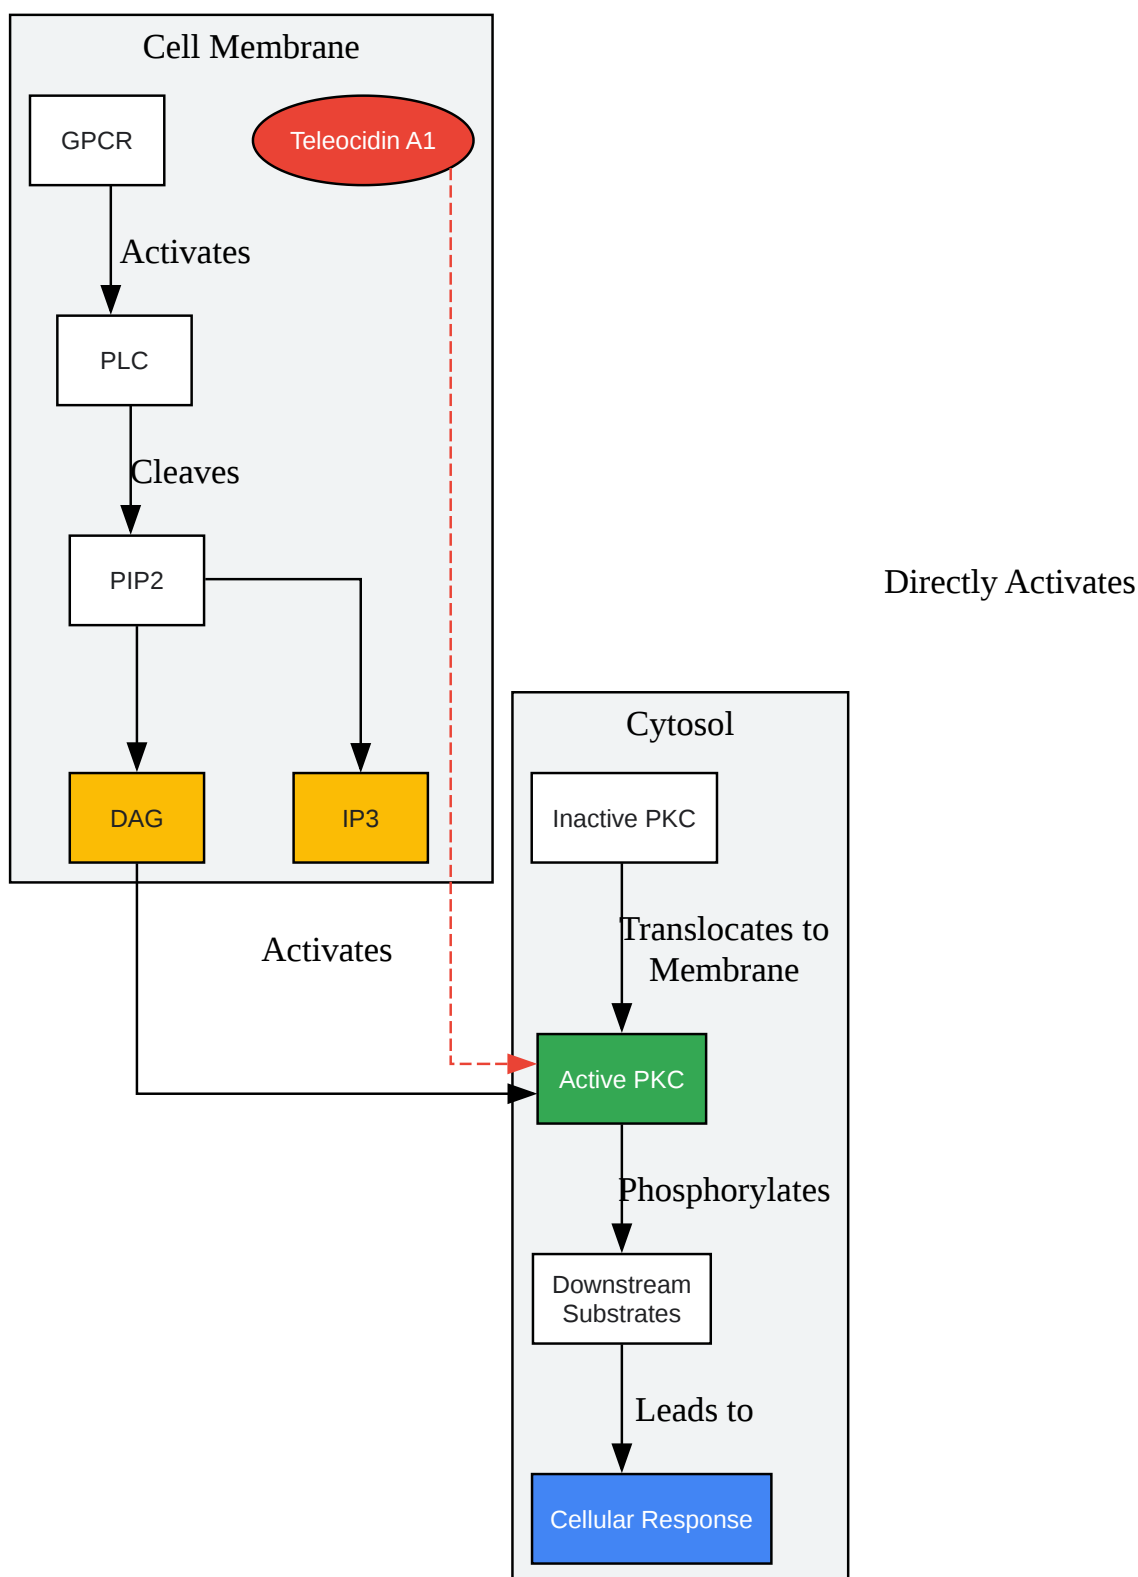 Cell Membrane
GPCR
Teleocidin A1
Activates
PLC
Cleaves
PIP2
Directly Activates
Cytosol
DAG
IP3
Inactive PKC
Activates
Translocates to
Membrane
Active PKC
Phosphorylates
Downstream
Substrates
Leads to
Cellular Response